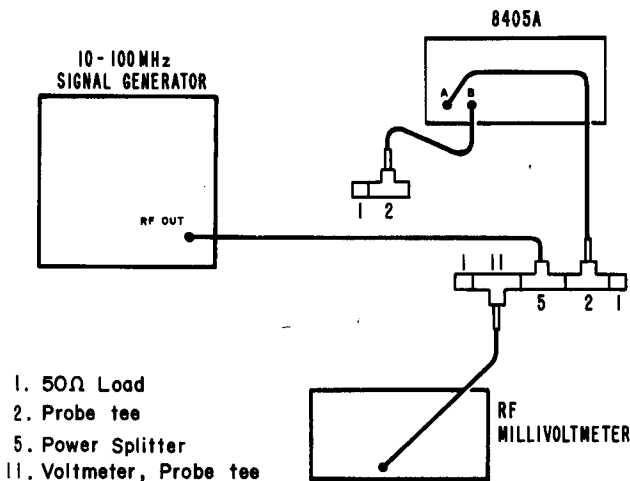 8405A
10-100MHz
SIGNAL GENERATOR
A B
RF OUT
1 2
1 11 5 2 1
1. 50Ω Load
2. Probe tee
5. Power Splitter
11. Voltmeter, Probe tee
RF
MILLIVOLTMETER